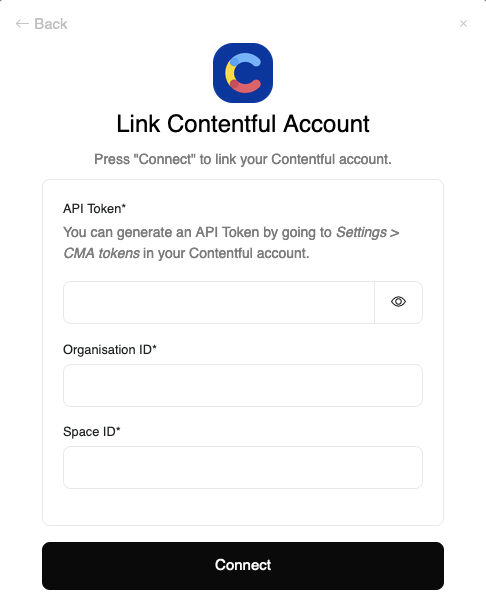 ← Back
×
Link Contentful Account
Press "Connect" to link your Contentful account.
API Token*
You can generate an API Token by going to Settings >
CMA tokens in your Contentful account.
Organisation ID*
Space ID*
Connect